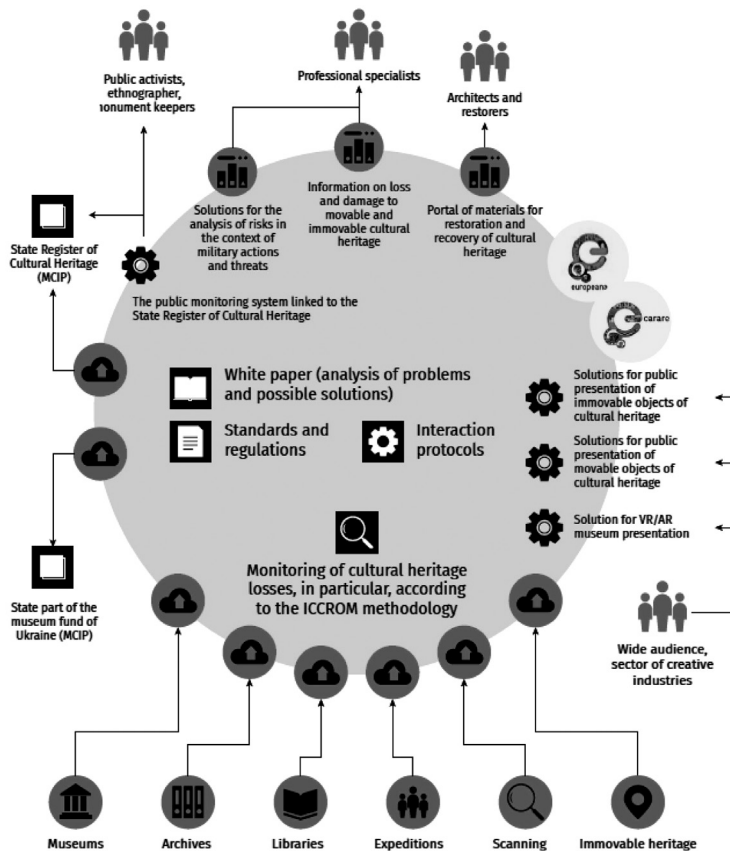 Public activists,
ethnographer,
monument keepers
Professional specialists
Architects and
restorers
State Register of
Cultural Heritage
(MCIP)
Solutions for the
analysis of risks in
the context of
military actions
and threats
Information on loss
and damage to
movable and
immovable cultural
heritage
Portal of materials for
restoration and
recovery of cultural
heritage
The public monitoring system linked to the
State Register of Cultural Heritage
europeana
carare
White paper (analysis of problems
and possible solutions)
Standards and
regulations
Interaction
protocols
Solutions for public
presentation of
immovable objects of
cultural heritage
Solutions for public
presentation of
movable objects of
cultural heritage
Solution for VR/AR
museum presentation
Monitoring of cultural heritage
losses, in particular, according
to the ICCROM methodology
State part of the
museum fund of
Ukraine (MCIP)
Wide audience,
sector of creative
industries
Museums
Archives
Libraries
Expeditions
Scanning
Immovable heritage